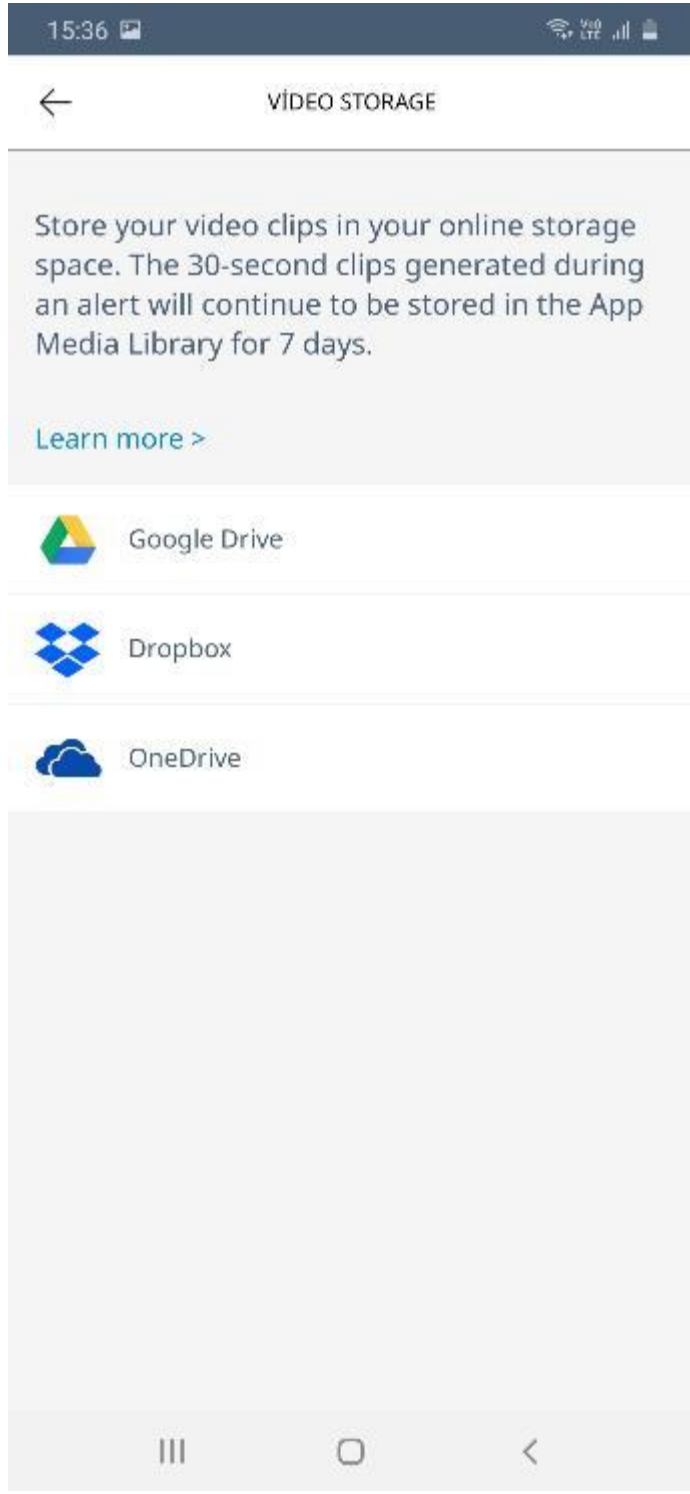 15:36
VoD LTE
VİDEO STORAGE
Store your video clips in your online storage
space. The 30-second clips generated during
an alert will continue to be stored in the App
Media Library for 7 days.
Learn more >
Google Drive
Dropbox
OneDrive